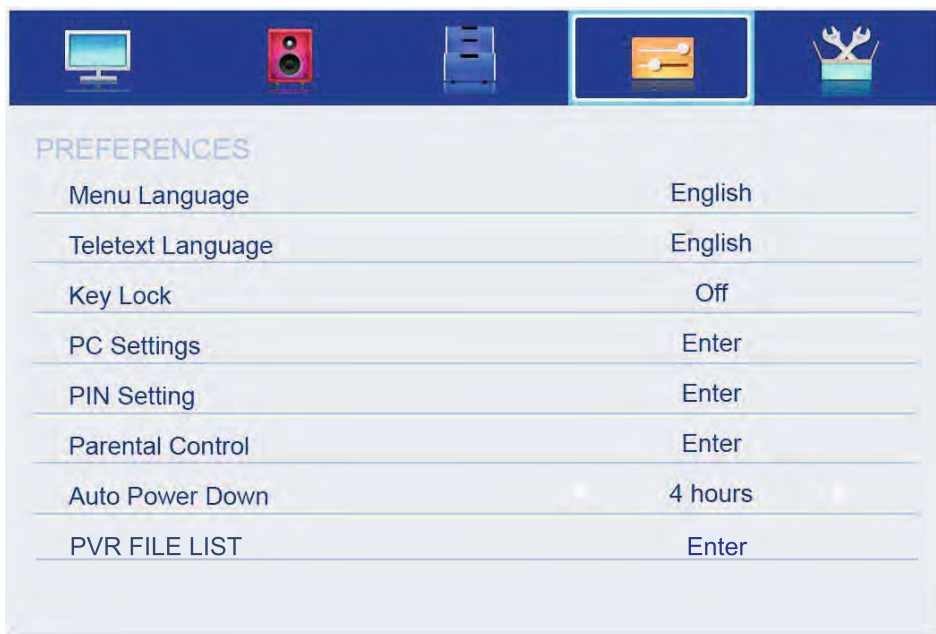 PREFERENCES
Menu Language English
Teletext Language English
Key Lock Off
PC Settings Enter
PIN Setting Enter
Parental Control Enter
Auto Power Down 4 hours
PVR FILE LIST Enter